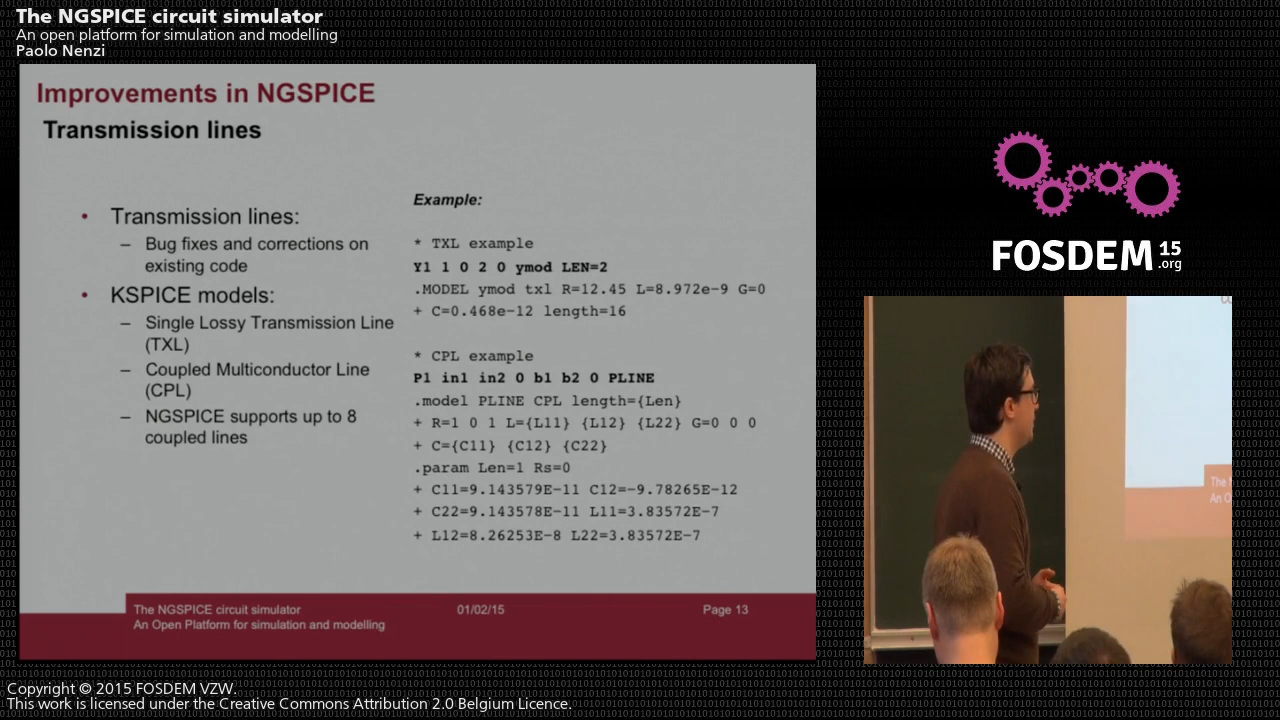 The NGSPICE circuit simulator
An open platform for simulation and modelling
Paolo Nenzi
Improvements in NGSPICE
Transmission lines
• Transmission lines:
– Bug fixes and corrections on
existing code
• KSPICE models:
– Single Lossy Transmission Line
(TXL)
– Coupled Multiconductor Line
(CPL)
– NGSPICE supports up to 8
coupled lines
Example:
* TXL example
Y1 1 0 2 0 ymod LEN=2
.MODEL ymod txl R=12.45 L=8.972e-9 G=0
+ C=0.468e-12 length=16
* CPL example
P1 in1 in2 0 b1 b2 0 PLINE
.model PLINE CPL length={Len}
+ R=1 0 1 L={L11} {L12} {L22} G=0 0 0
+ C={C11} {C12} {C22}
.param Len=1 Rs=0
+ C11=9.143579E-11 C12=-9.78265E-12
+ C22=9.143578E-11 L11=3.83572E-7
+ L12=8.26253E-8 L22=3.83572E-7
The NGSPICE circuit simulator
An Open Platform for simulation and modelling
01/02/15
Page 13
FOSDEM 15
.org
The
An O
Copyright © 2015 FOSDEM VZW.
This work is licensed under the Creative Commons Attribution 2.0 Belgium Licence.